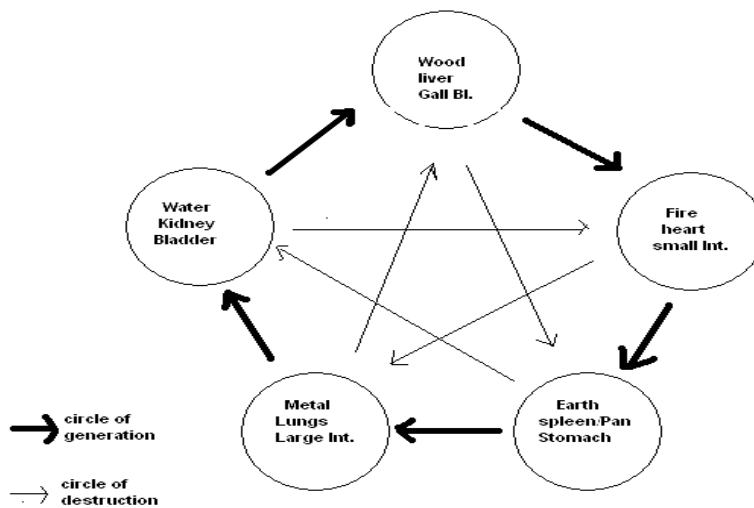 Wood
liver
Gall Bl.
Water
Kidney
Bladder
Fire
heart
small Int.
Metal
Lungs
Large Int.
Earth
spleen/Pan
Stomach
circle of
generation
circle of
destruction